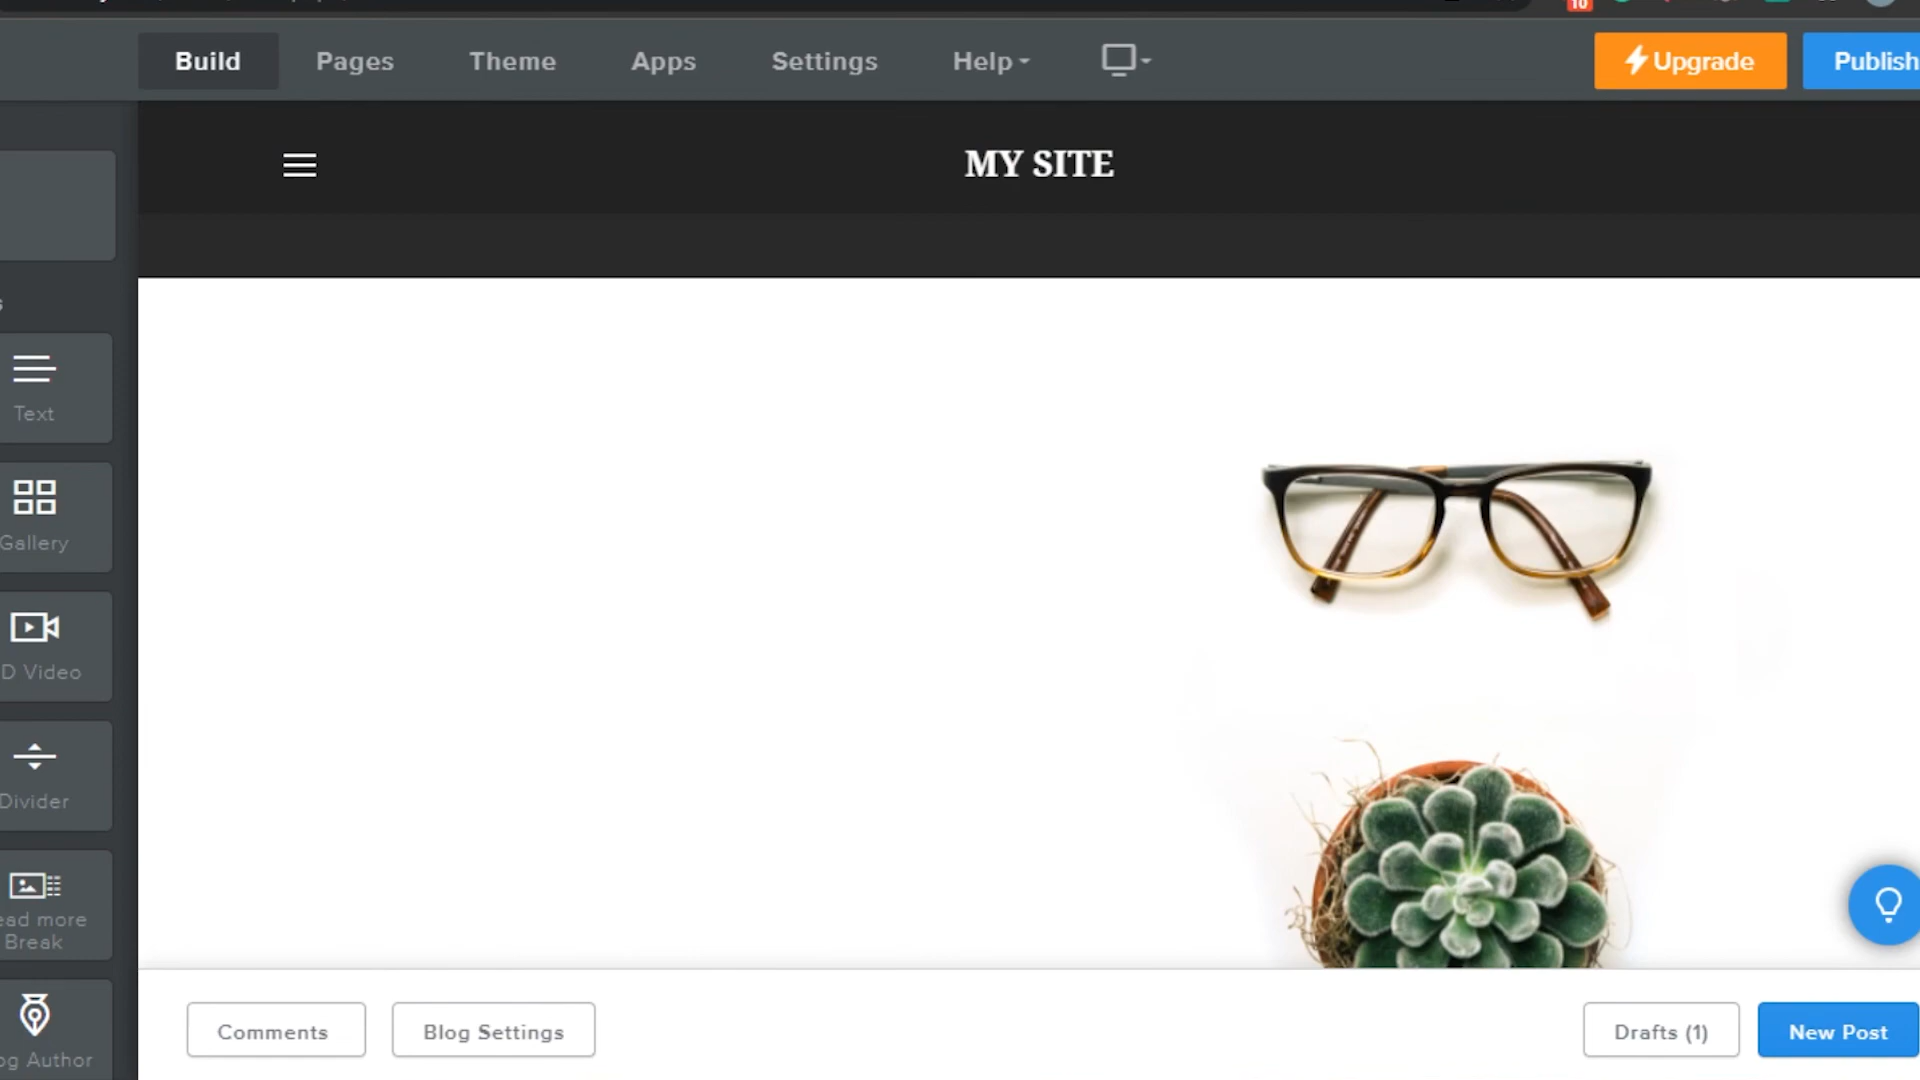 10
Build Pages Theme Apps Settings Help Upgrade Publish
MY SITE
Text
Gallery
D Video
Divider
ead more
Break
og Author
Comments Blog Settings Drafts (1) New Post